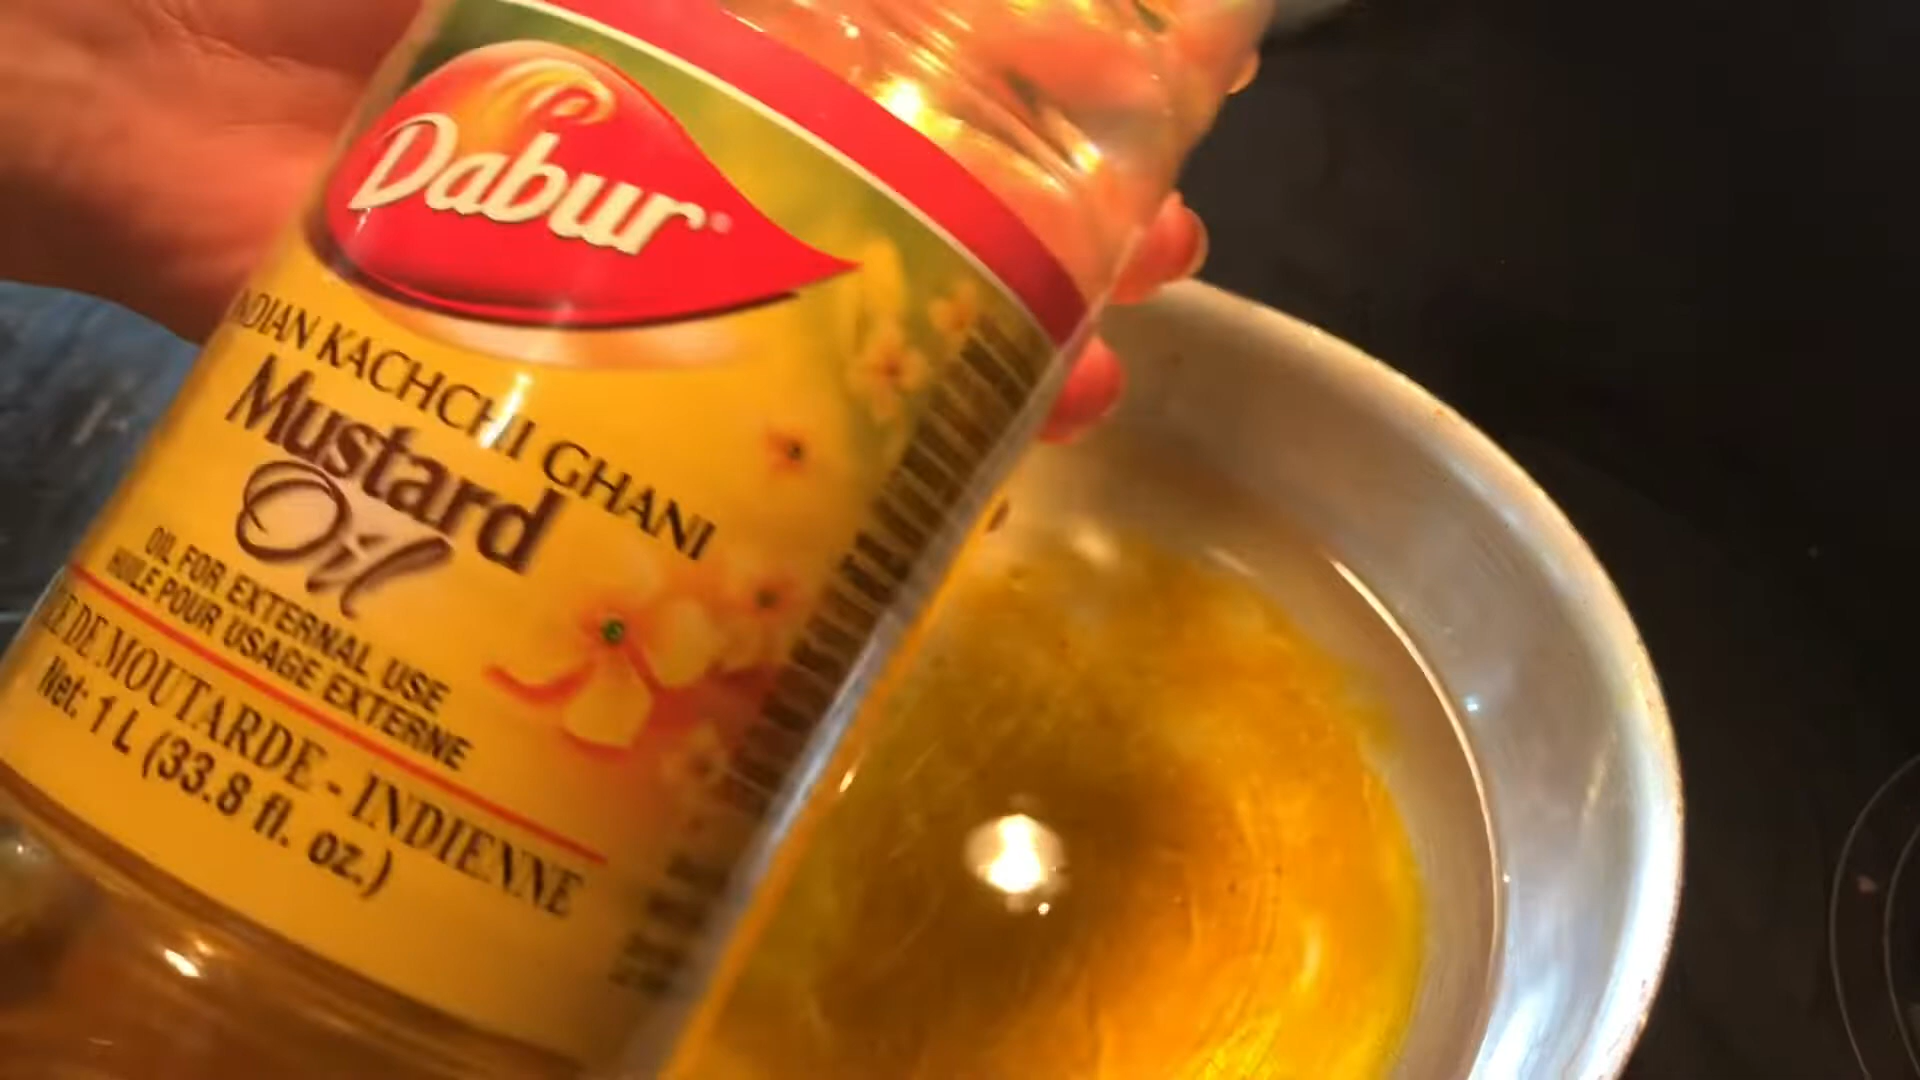 Dabur
KACHCHI GHANI
Mustard
Oil
OIL FOR EXTERNAL USE
HUILE POUR USAGE EXTERNE
DE MOUTARDE - INDIENNE
Net: 1 L (33.8 fl. oz.)